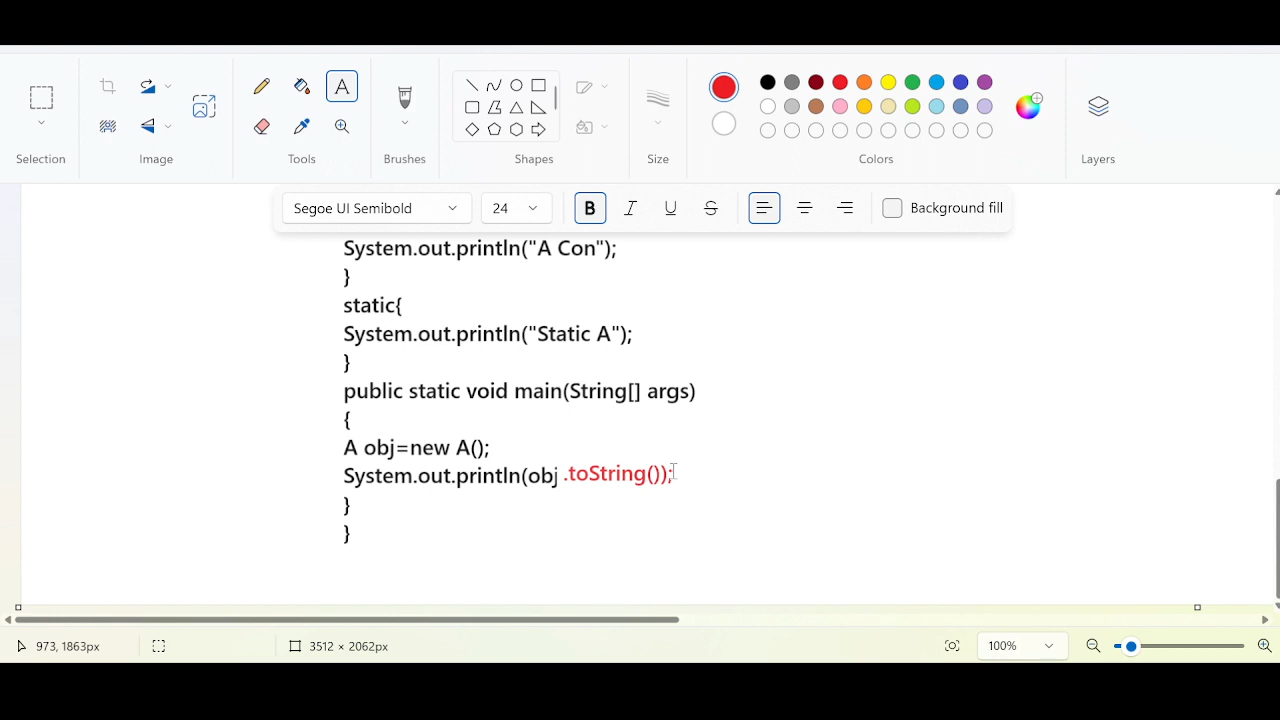 Selection
Image
Tools
Brushes
Shapes
Size
Colors
Layers
A
Segoe UI Semibold
24
B I U S
Background fill
System.out.println("A Con");
}
static{
System.out.println("Static A");
}
public static void main(String[] args)
{
A obj=new A();
System.out.println(obj .toString());
}
}
973, 1863px
3512 × 2062px
100%